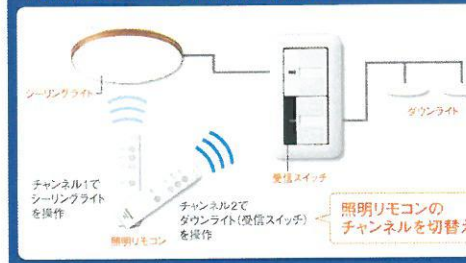 シーリングライト
ダウンライト
受信スイッチ
チャンネル1で
シーリングライト
を操作
チャンネル2で
ダウンライト(受信スイッチ)
を操作
照明リモコン
照明リモコンの
チャンネルを切替え